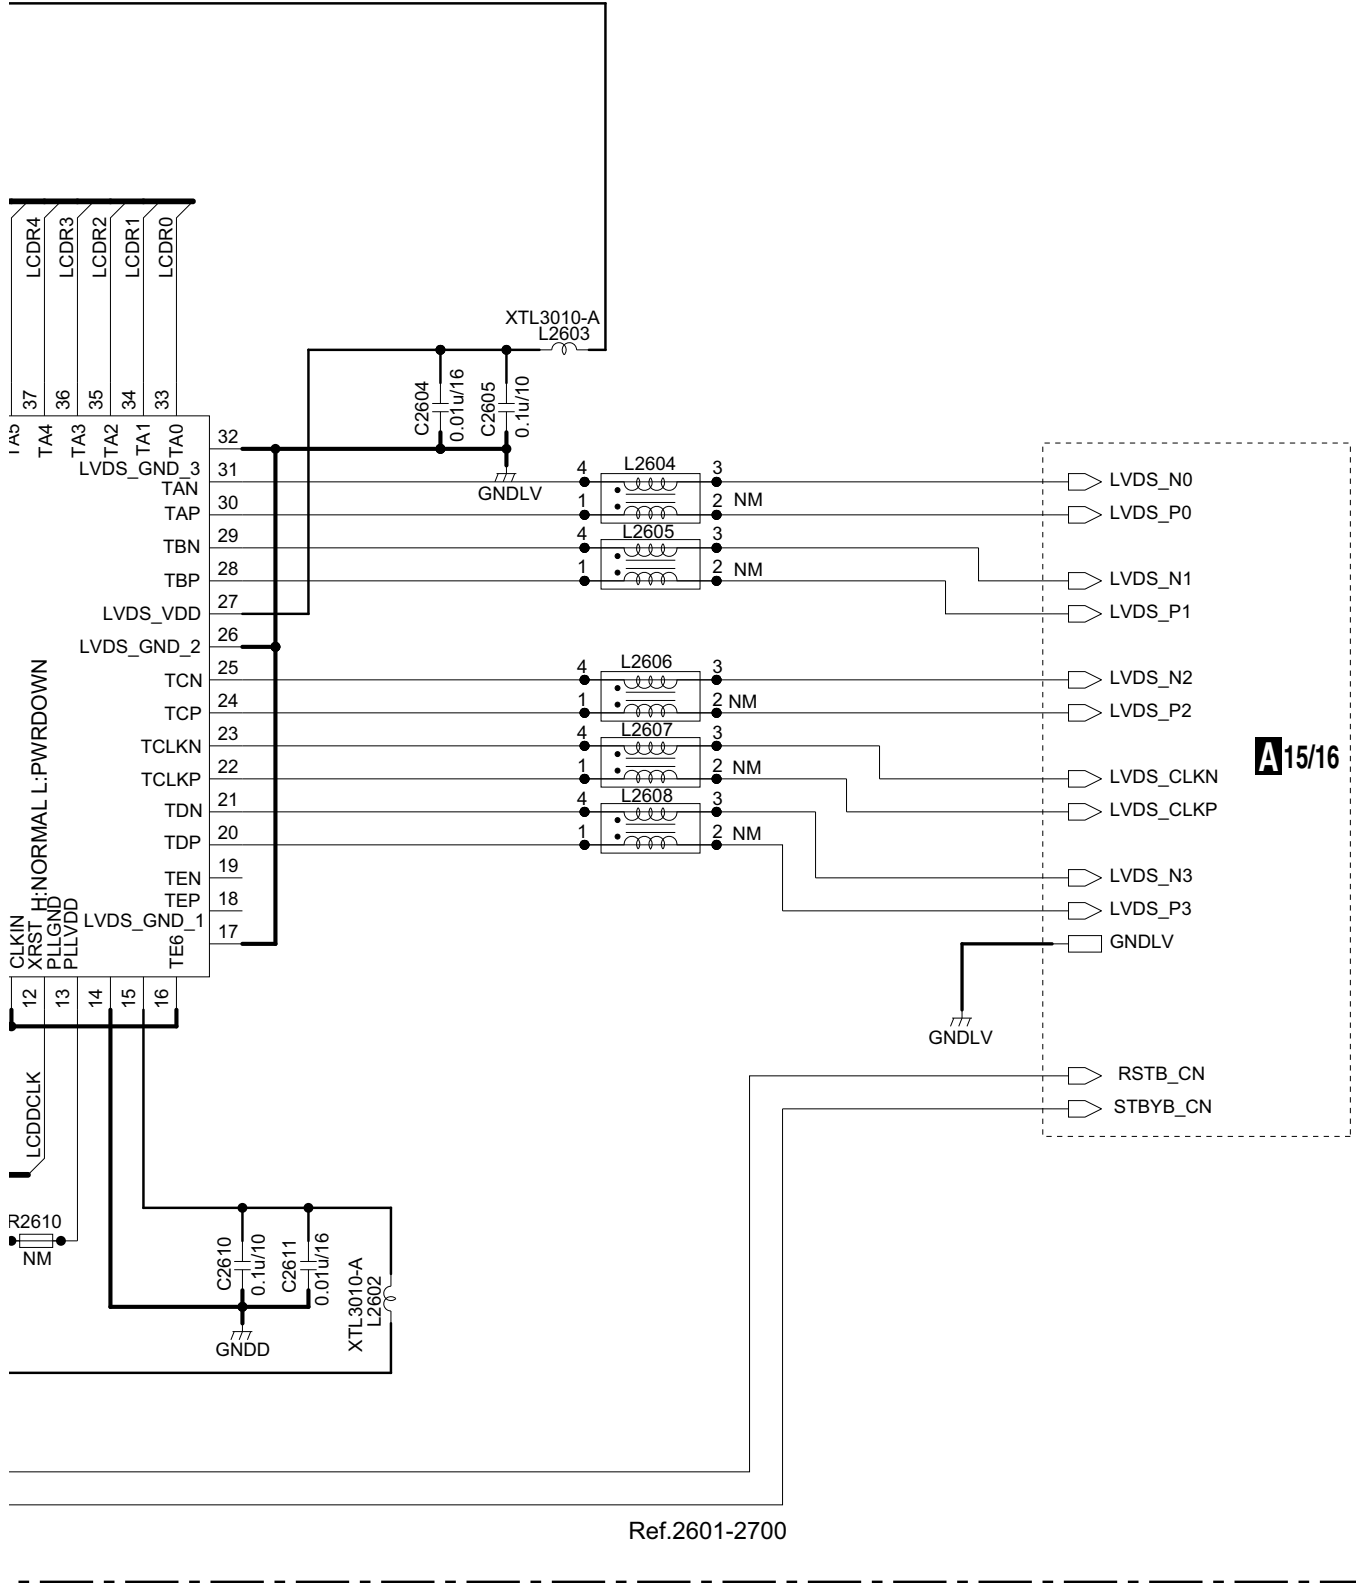 LCDR4
LCDR3
LCDR2
LCDR1
LCDR0
XTL3010-A
L2603
C2604
0.01u/16
C2605
0.1u/10
37
36
35
34
33
TA5
TA4
TA3
TA2
TA1
TA0
32
LVDS_GND_3
31
TAN
30
TAP
29
TBN
28
TBP
27
LVDS_VDD
26
LVDS_GND_2
25
TCN
24
TCP
23
TCLKN
22
TCLKP
21
TDN
20
TDP
19
TEN
18
TEP
LVDS_GND_1
17
GNDLV
4 L2604 3
1 2 NM
4 L2605 3
1 2 NM
4 L2606 3
1 2 NM
4 L2607 3
1 2 NM
4 L2608 3
1 2 NM
LVDS_N0
LVDS_P0
LVDS_N1
LVDS_P1
LVDS_N2
LVDS_P2
A 15/16
LVDS_CLKN
LVDS_CLKP
LVDS_N3
LVDS_P3
GNDLV
GNDLV
RSTB_CN
STBYB_CN
H:NORMAL L:PWRDOWN
CLKIN
XRST
PLLGND
PLLVDD
TE6
12
13
14
15
16
LCDDCLK
R2610
NM
C2610
0.1u/10
C2611
0.01u/16
XTL3010-A
L2602
GNDD
Ref.2601-2700